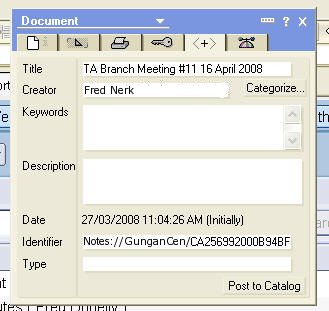 Document
? x
<+>
Title TA Branch Meeting #11 16 April 2008
Creator Fred Nerk Categorize...
Keywords
Description
Date 27/03/2008 11:04:26 AM (Initially)
Identifier Notes://GunganCen/CA256992000B94BF
Type
Post to Catalog